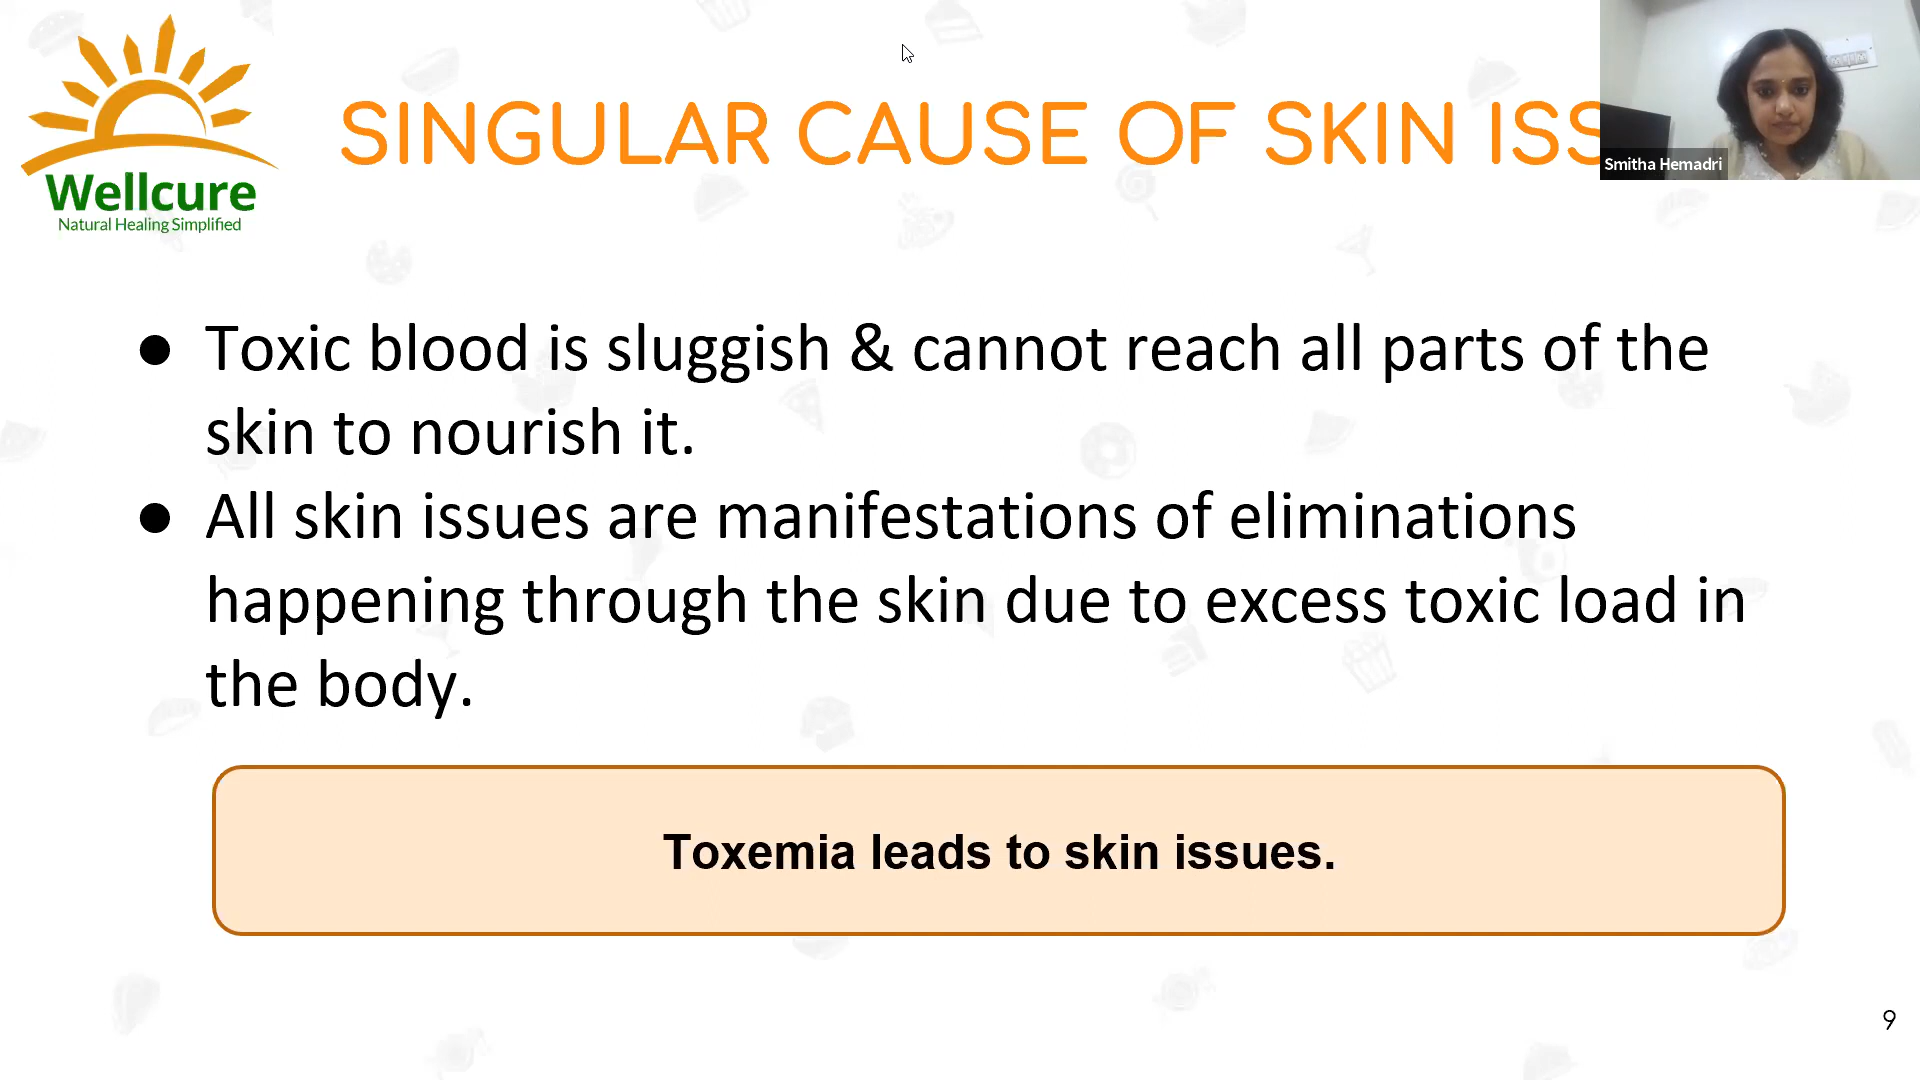 Wellcure
Natural Healing Simplified
SINGULAR CAUSE OF SKIN ISS
Smitha Hemadri
● Toxic blood is sluggish & cannot reach all parts of the
skin to nourish it.
● All skin issues are manifestations of eliminations
happening through the skin due to excess toxic load in
the body.
Toxemia leads to skin issues.
9